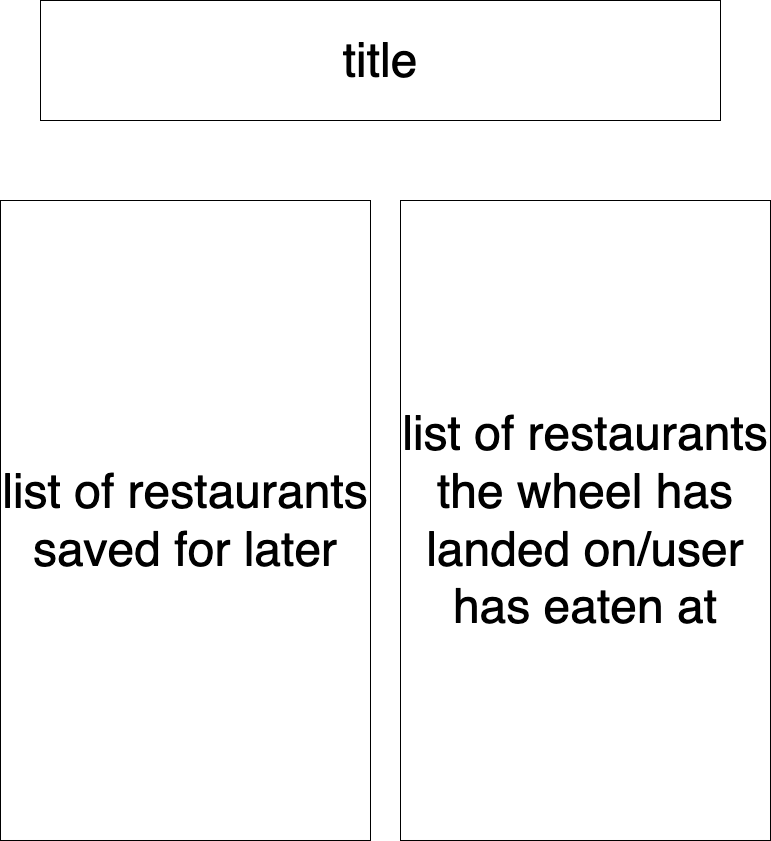 title
list of restaurants
saved for later
list of restaurants
the wheel has
landed on/user
has eaten at